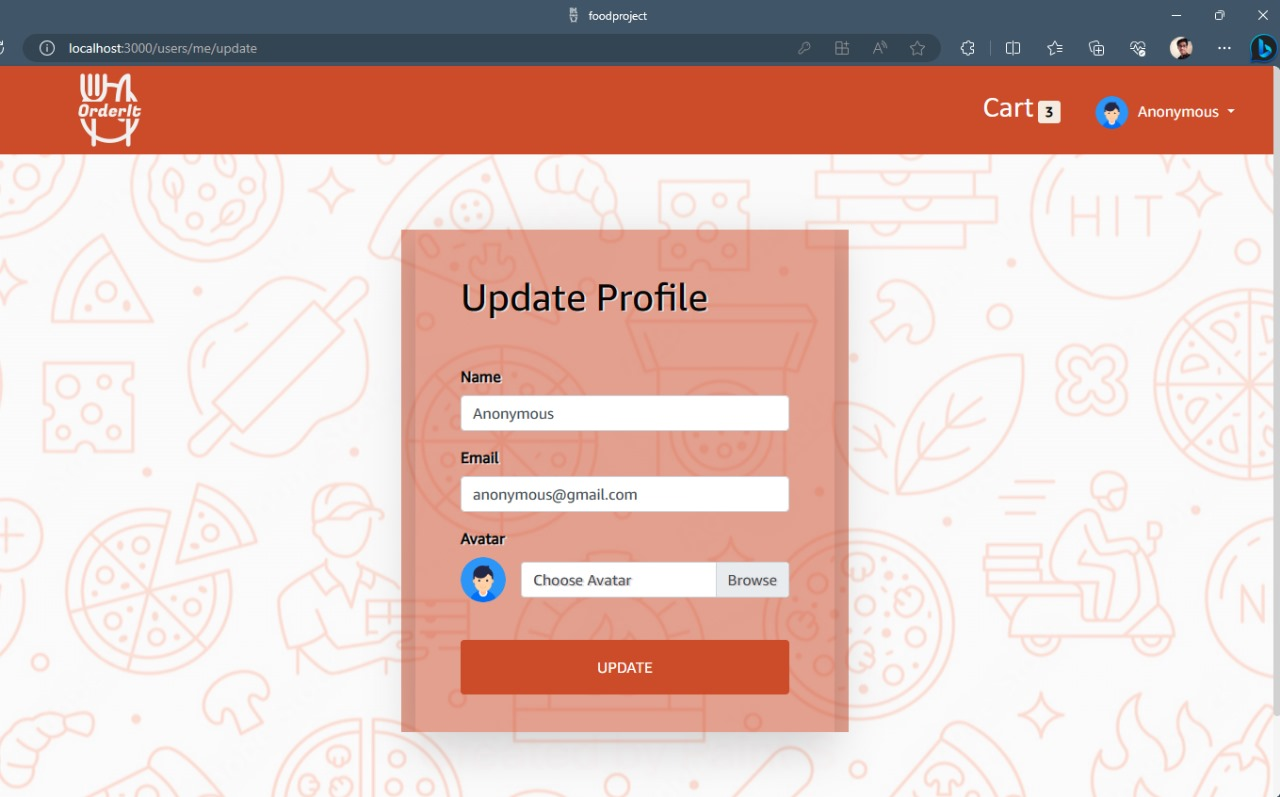 foodproject
localhost:3000/users/me/update
OrderIt
Cart 3
Anonymous
HIT
Update Profile
Name
Anonymous
Email
anonymous@gmail.com
Avatar
Choose Avatar Browse
N
UPDATE